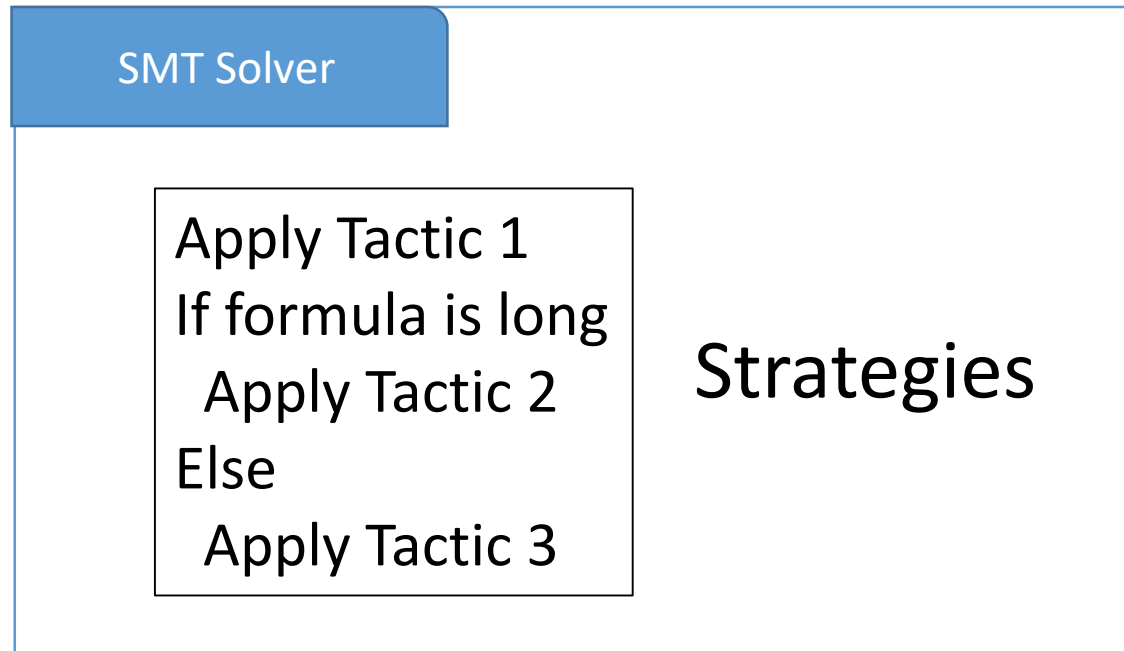 SMT Solver
Apply Tactic 1
If formula is long
Apply Tactic 2
Else
Apply Tactic 3
Strategies